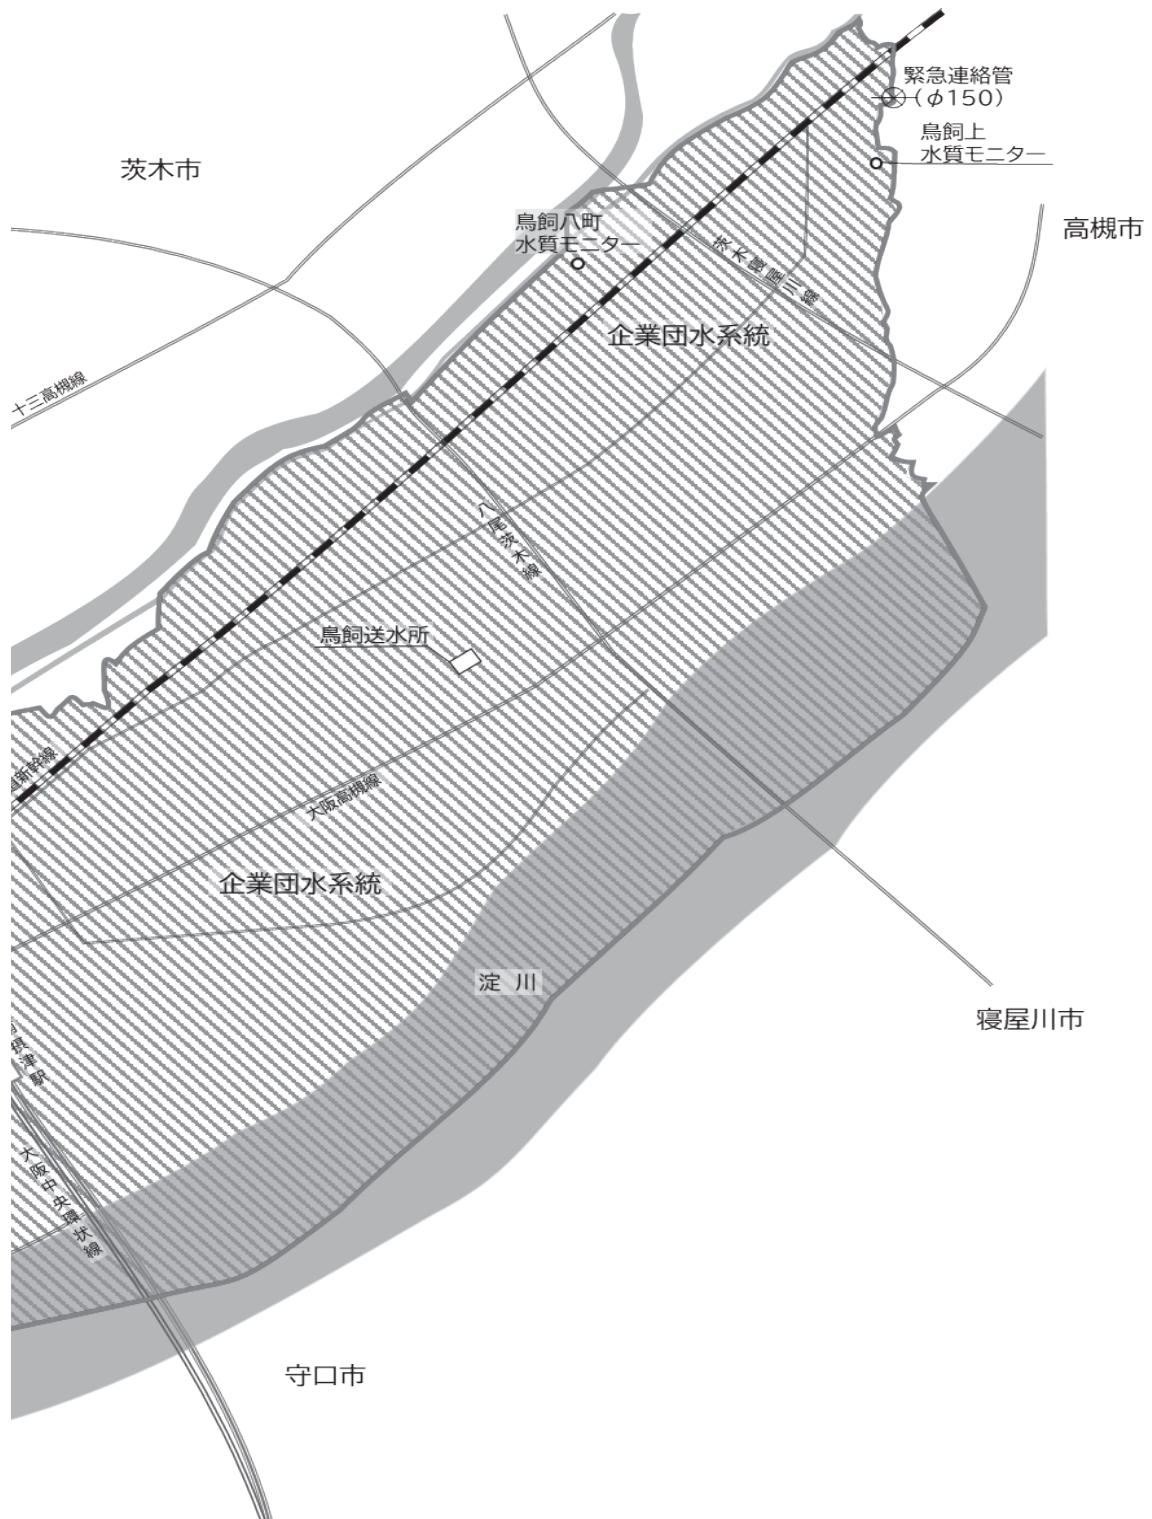 緊急連絡管
(φ150)
鳥飼上
水質モニター
茨木市
鳥飼八町
水質モニター
高槻市
茨木寝屋川線
企業団水系統
十三高槻線
八尾茨木線
鳥飼送水所
新幹線
大阪高槻線
企業団水系統
淀 川
寝屋川市
摂津駅
大阪中央環状線
守口市